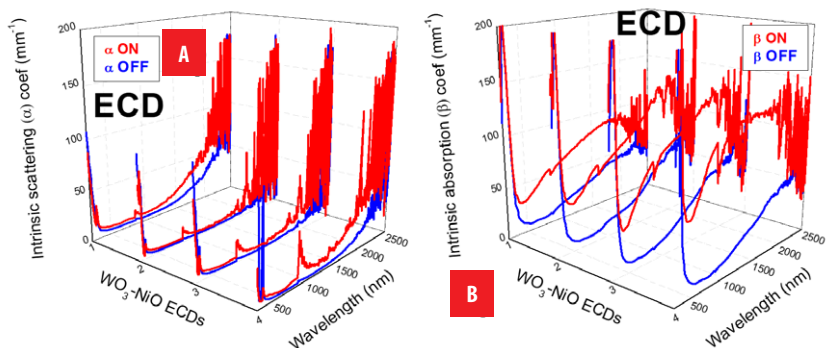 200
α ON
α OFF
A
ECD
150
100
50
0
Intrinsic scattering (α) coef (mm⁻¹)
1
2
3
4
WO₃-NiO ECDs
500
1000
1500
2000
2500
Wavelength (nm)
200
ECD
β ON
β OFF
150
100
50
0
Intrinsic absorption (β) coef (mm⁻¹)
1
2
3
4
WO₃-NiO ECDs
500
1000
1500
2000
2500
Wavelength (nm)
B